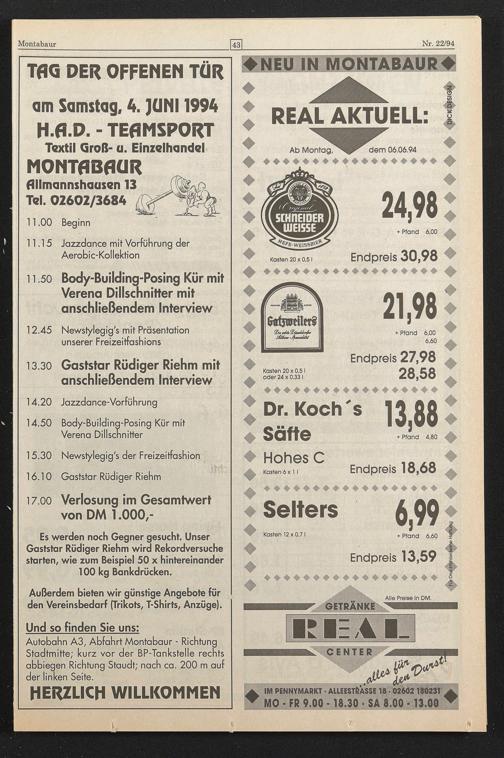 Montabaur
43
Nr. 22/94
TAG DER OFFENEN TÜR
am Samstag, 4. JUNI 1994
H.A.D. - TEAMSPORT
Textil Groß- u. Einzelhandel
MONTABAUR
Allmannshausen 13
Tel. 02602/3684
11.00 Beginn
11.15 Jazzdance mit Vorführung der
Aerobic-Kollektion
11.50 Body-Building-Posing Kür mit
Verena Dillschnitter mit
anschließendem Interview
12.45 Newstylegig's mit Präsentation
unserer Freizeitfashions
13.30 Gaststar Rüdiger Riehm mit
anschließendem Interview
14.20 Jazzdance-Vorführung
14.50 Body-Building-Posing Kür mit
Verena Dillschnitter
15.30 Newstylegig's der Freizeitfashion
16.10 Gaststar Rüdiger Riehm
17.00 Verlosung im Gesamtwert
von DM 1.000,-
Es werden noch Gegner gesucht. Unser
Gaststar Rüdiger Riehm wird Rekordversuche
starten, wie zum Beispiel 50 x hintereinander
100 kg Bankdrücken.
Außerdem bieten wir günstige Angebote für
den Vereinsbedarf (Trikots, T-Shirts, Anzüge).
Und so finden Sie uns:
Autobahn A3, Abfahrt Montabaur - Richtung
Stadtmitte; kurz vor der BP-Tankstelle rechts
abbiegen Richtung Staudt; nach ca. 200 m auf
der linken Seite.
HERZLICH WILLKOMMEN
NEU IN MONTABAUR
REAL AKTUELL:
Ab Montag, dem 06.06.94
DICK DESIGN
Original
SCHNEIDER
WEISSE
HEFE-WEISSBIER
Kasten 20 x 0,5 l
24,98
+ Pfand 6,00
Endpreis 30,98
Gatzweilers
Kasten 20 x 0,5 l
oder 24 x 0,33 l
21,98
+ Pfand 6,00
6,60
Endpreis 27,98
28,58
Dr. Koch´s
Säfte
Hohes C
Kasten 6 x 1 l
13,88
+ Pfand 4,80
Endpreis 18,68
Selters
Kasten 12 x 0,7 l
6,99
+ Pfand 6,60
Endpreis 13,59
Alle Preise in DM.
GETRÄNKE
REAL
CENTER
...alles für
den Durst!
IM PENNYMARKT - ALLEESTRASSE 18 - 02602 180231
MO - FR 9.00 - 18.30 · SA 8.00 - 13.00